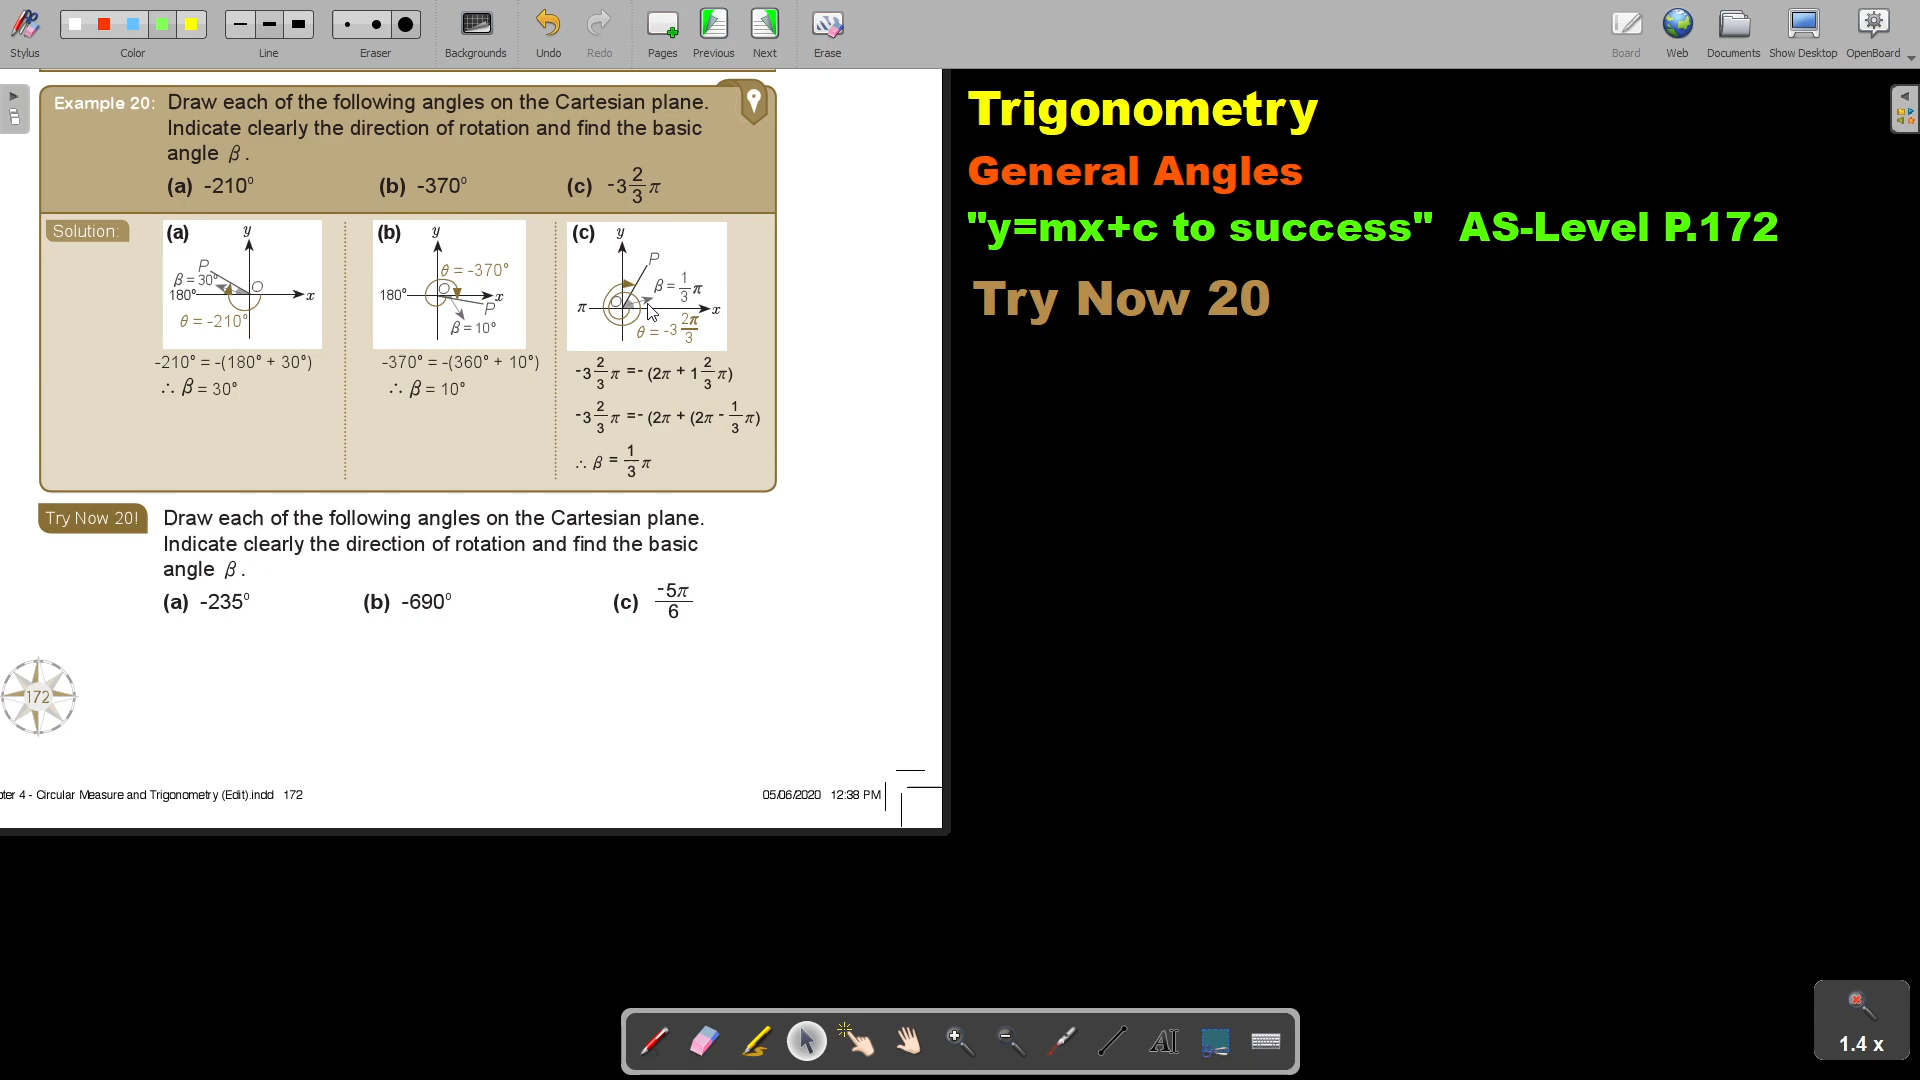 Stylus Color Line Eraser Backgrounds Undo Redo Pages Previous Next Erase Board Web Documents Show Desktop OpenBoard
Example 20: Draw each of the following angles on the Cartesian plane.
Indicate clearly the direction of rotation and find the basic
angle β.
(a) -210° (b) -370° (c) -3 2/3 π
Solution:
(a) y
P
β = 30°
180° O x
θ = -210°
-210° = -(180° + 30°)
∴ β = 30°
(b) y
θ = -370°
180° O x
P
β = 10°
-370° = -(360° + 10°)
∴ β = 10°
(c) y
P
β = 1/3 π
π O x
θ = -3 2π/3
-3 2/3 π = -(2π + 1 2/3 π)
-3 2/3 π = -(2π + (2π - 1/3 π)
∴ β = 1/3 π
Try Now 20! Draw each of the following angles on the Cartesian plane.
Indicate clearly the direction of rotation and find the basic
angle β.
(a) -235° (b) -690° (c) -5π/6
172
pter 4 - Circular Measure and Trigonometry (Edit).indd 172 05/06/2020 12:38 PM
Trigonometry
General Angles
"y=mx+c to success" AS-Level P.172
Try Now 20
1.4 x